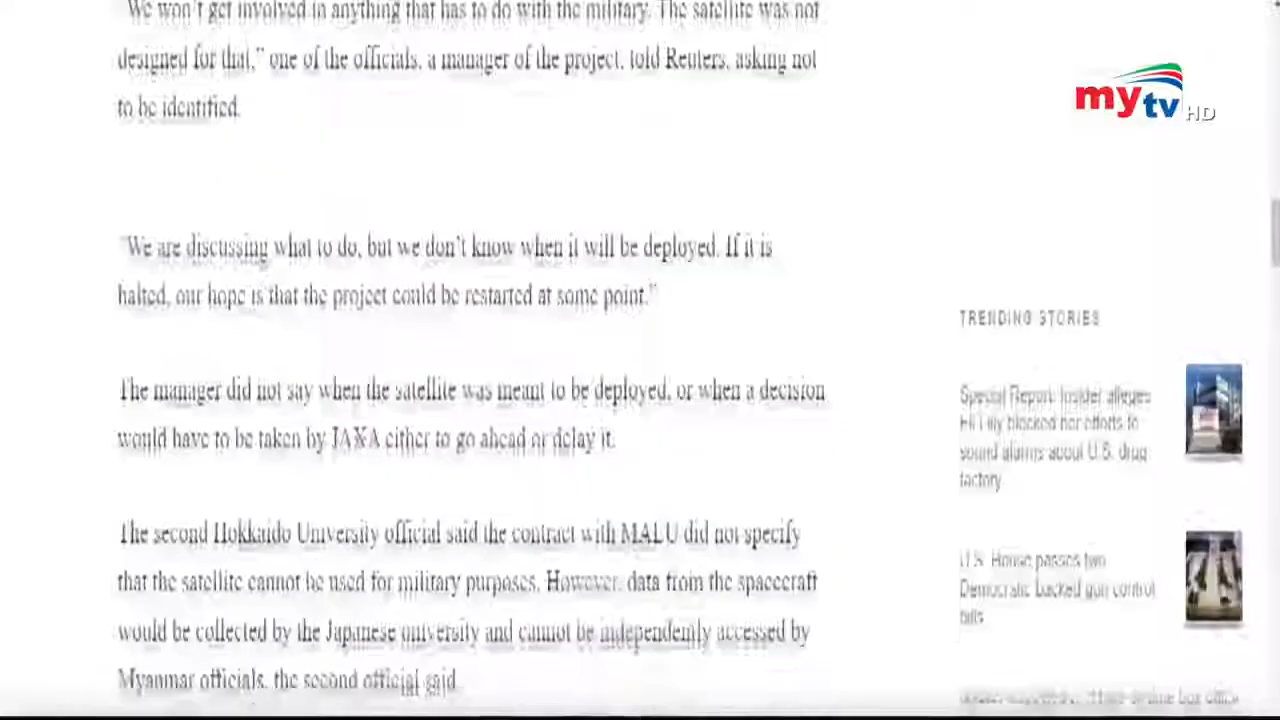 "We won't get involved in anything that has to do with the military. The satellite was not
designed for that," one of the officials, a manager of the project, told Reuters, asking not
to be identified.
mytv HD
"We are discussing what to do, but we don't know when it will be deployed. If it is
halted, our hope is that the project could be restarted at some point."
TRENDING STORIES
The manager did not say when the satellite was meant to be deployed, or when a decision
would have to be taken by JAXA either to go ahead or delay it.
Special Report: Insider alleges
Eli Lilly blocked her efforts to
sound alarms about U.S. drug
factory
The second Hokkaido University official said the contract with MALU did not specify
that the satellite cannot be used for military purposes. However, data from the spacecraft
would be collected by the Japanese university and cannot be independently accessed by
Myanmar officials, the second official said.
U.S. House passes two
Democratic-backed gun control
bills